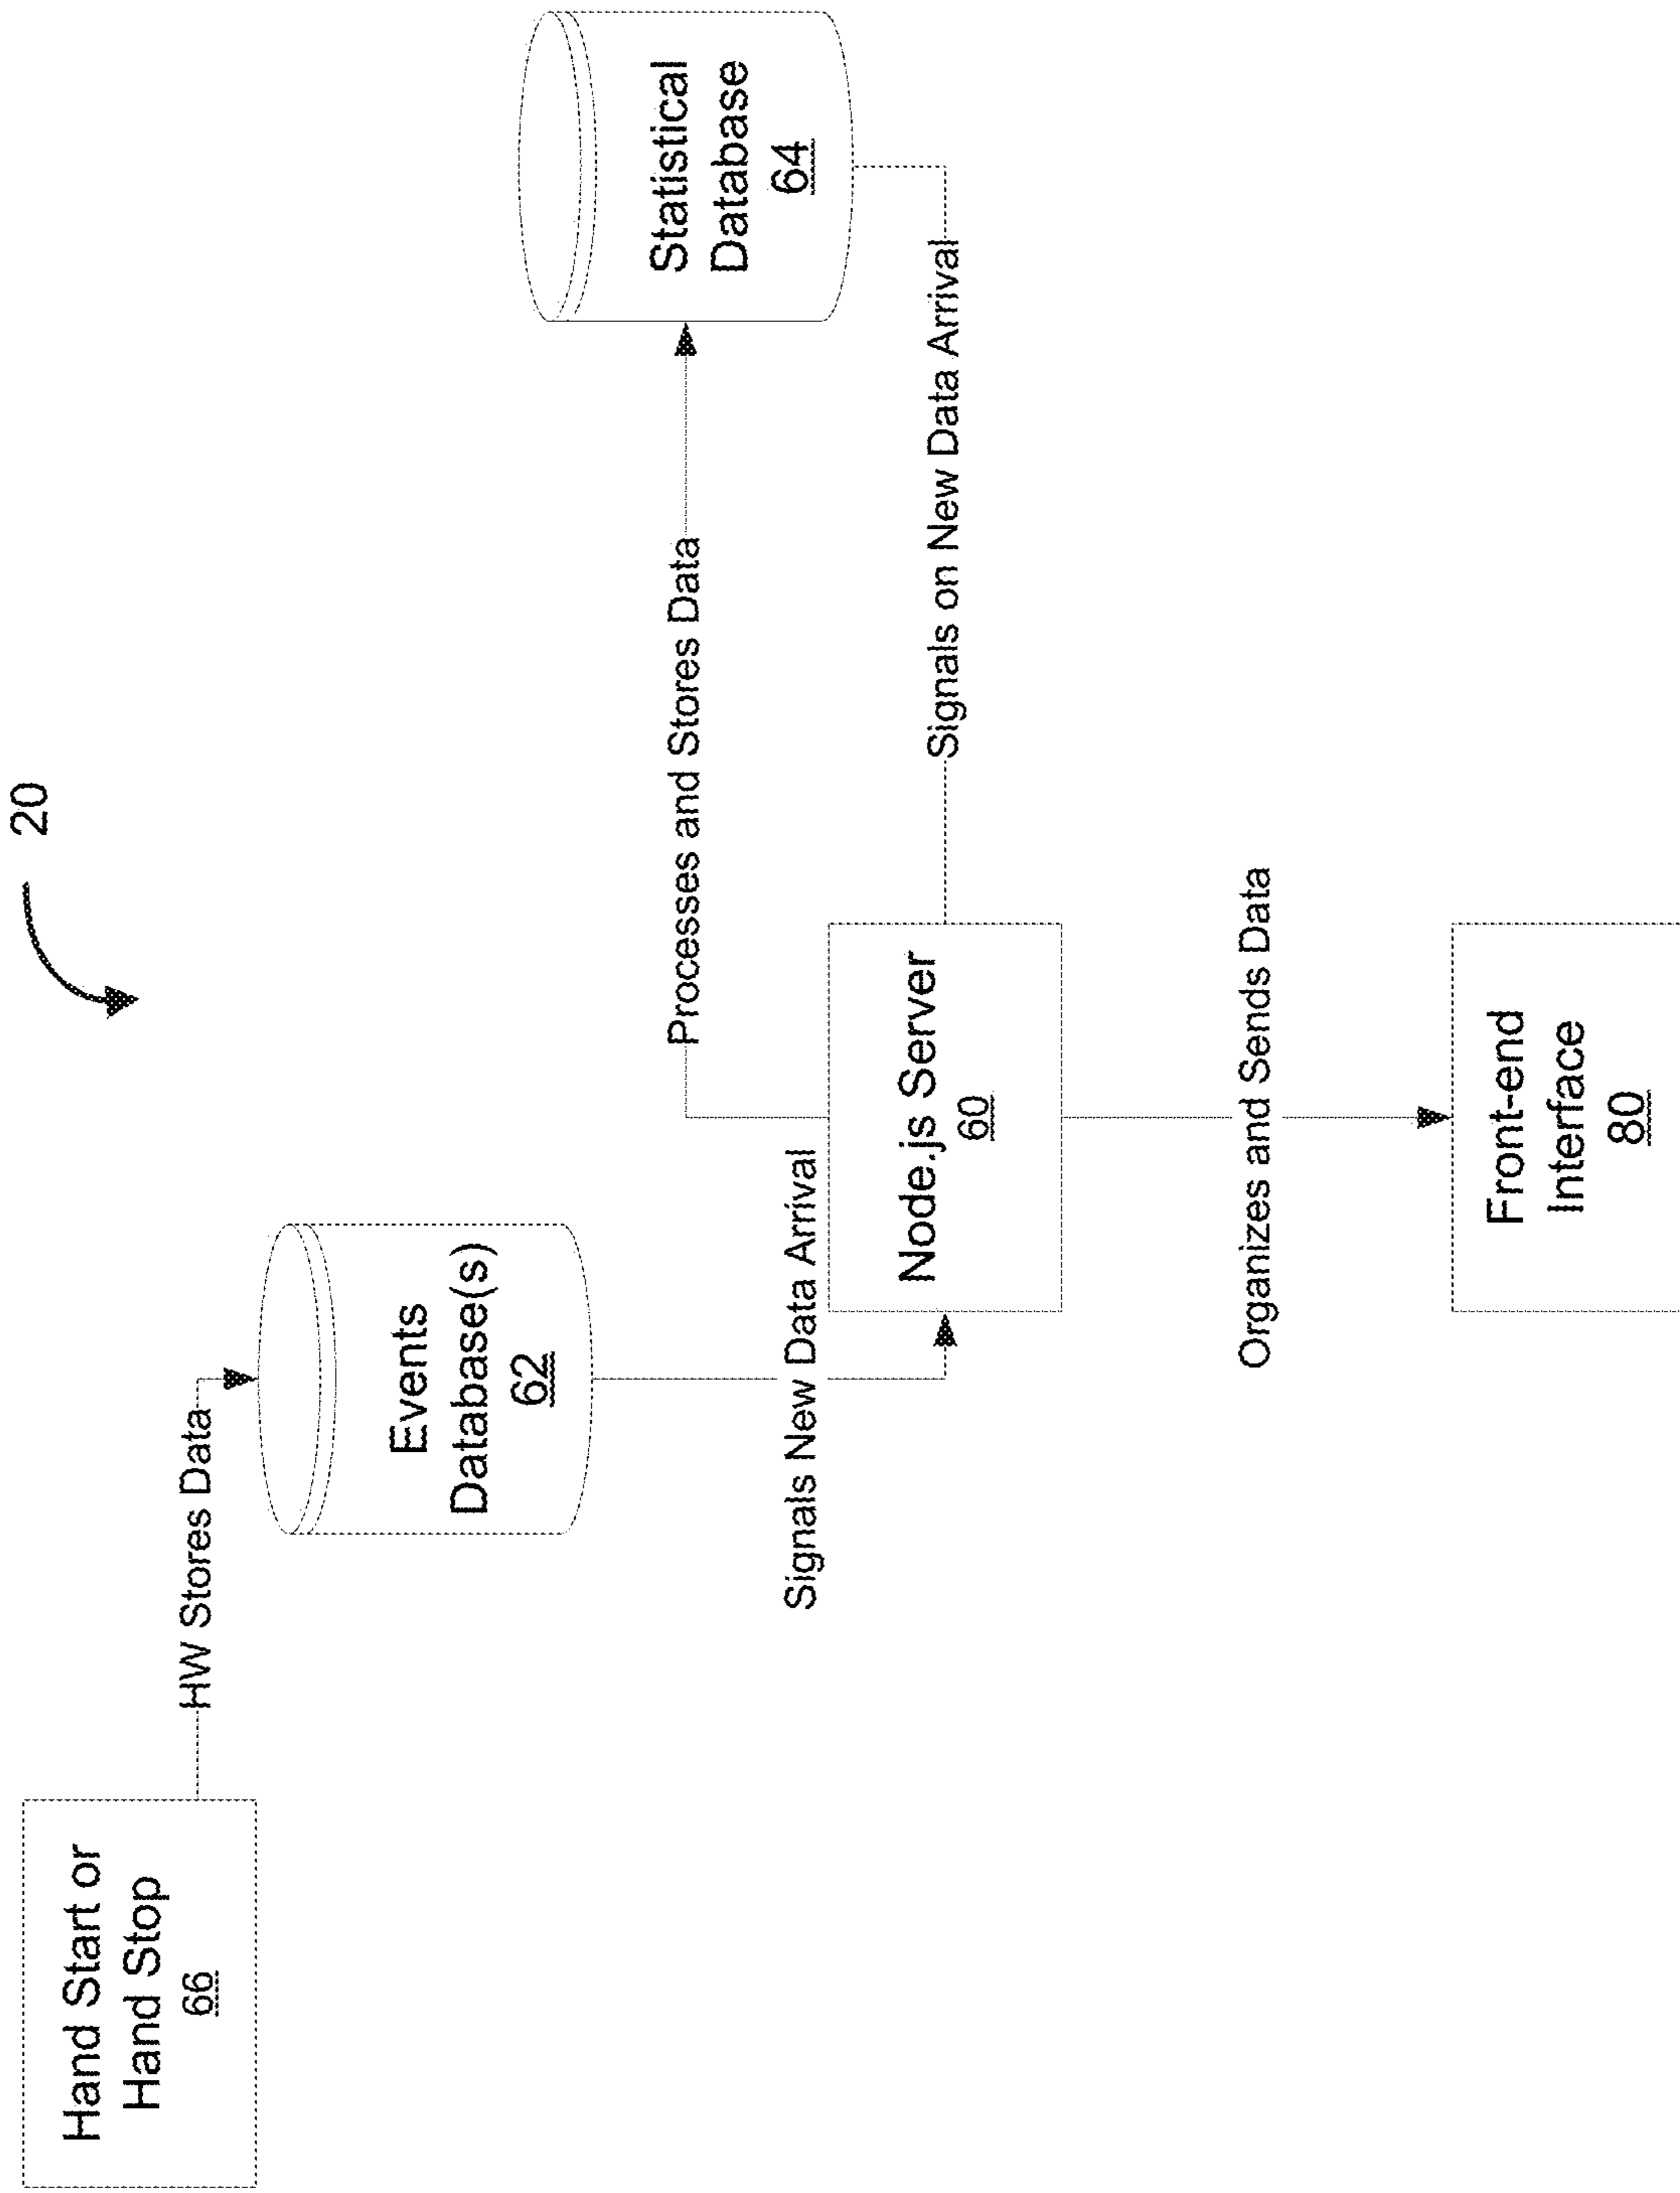 20
Hand Start or
Hand Stop
66
HW Stores Data
Events
Database(s)
62
Signals New Data Arrival
Processes and Stores Data
Statistical
Database
64
Node.js Server
60
Signals on New Data Arrival
Organizes and Sends Data
Front-end
Interface
80